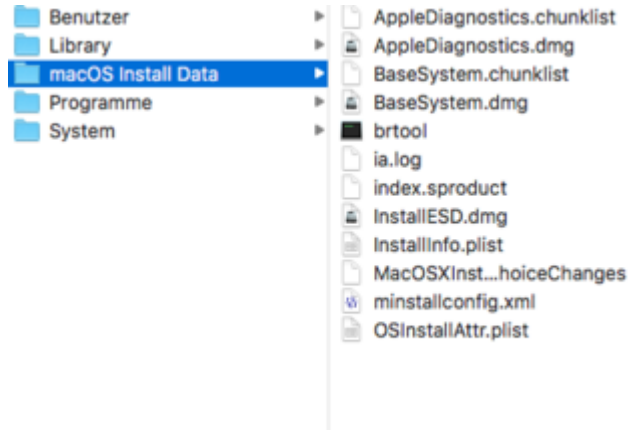 Benutzer
Library
macOS Install Data
Programme
System
AppleDiagnostics.chunklist
AppleDiagnostics.dmg
BaseSystem.chunklist
BaseSystem.dmg
brtool
ia.log
index.sproduct
InstallESD.dmg
InstallInfo.plist
MacOSXInst...hoiceChanges
minstallconfig.xml
OSInstallAttr.plist